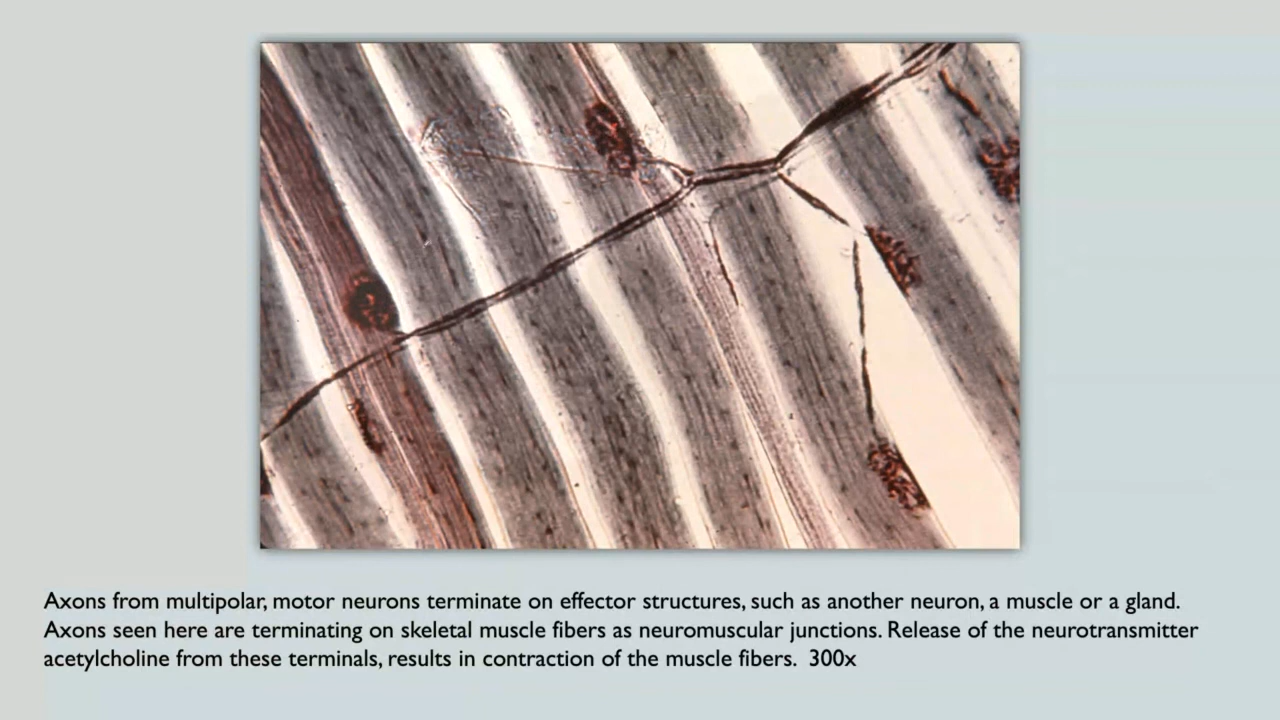 Axons from multipolar, motor neurons terminate on effector structures, such as another neuron, a muscle or a gland.
Axons seen here are terminating on skeletal muscle fibers as neuromuscular junctions. Release of the neurotransmitter
acetylcholine from these terminals, results in contraction of the muscle fibers.  300x